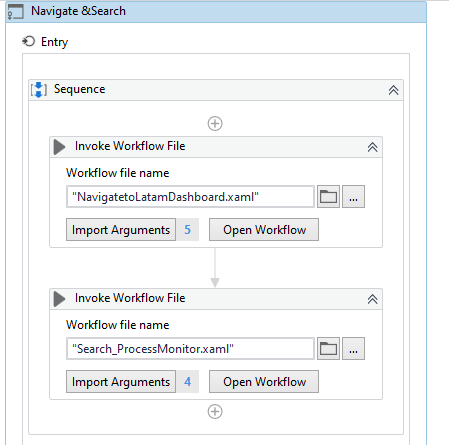 Navigate &Search
Entry
Sequence
Invoke Workflow File
Workflow file name
"NavigatetoLatamDashboard.xaml"
...
Import Arguments 5 Open Workflow
Invoke Workflow File
Workflow file name
"Search_ProcessMonitor.xaml"
...
Import Arguments 4 Open Workflow